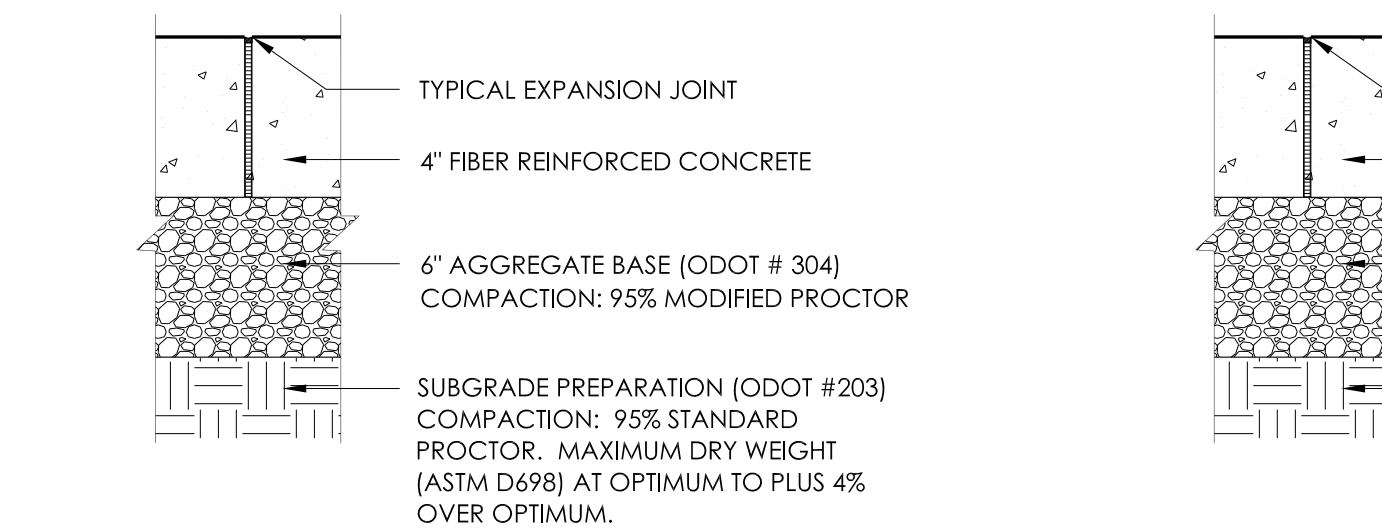 TYPICAL EXPANSION JOINT
4" FIBER REINFORCED CONCRETE
6" AGGREGATE BASE (ODOT # 304)
COMPACTION: 95% MODIFIED PROCTOR
SUBGRADE PREPARATION (ODOT #203)
COMPACTION: 95% STANDARD
PROCTOR. MAXIMUM DRY WEIGHT
(ASTM D698) AT OPTIMUM TO PLUS 4%
OVER OPTIMUM.